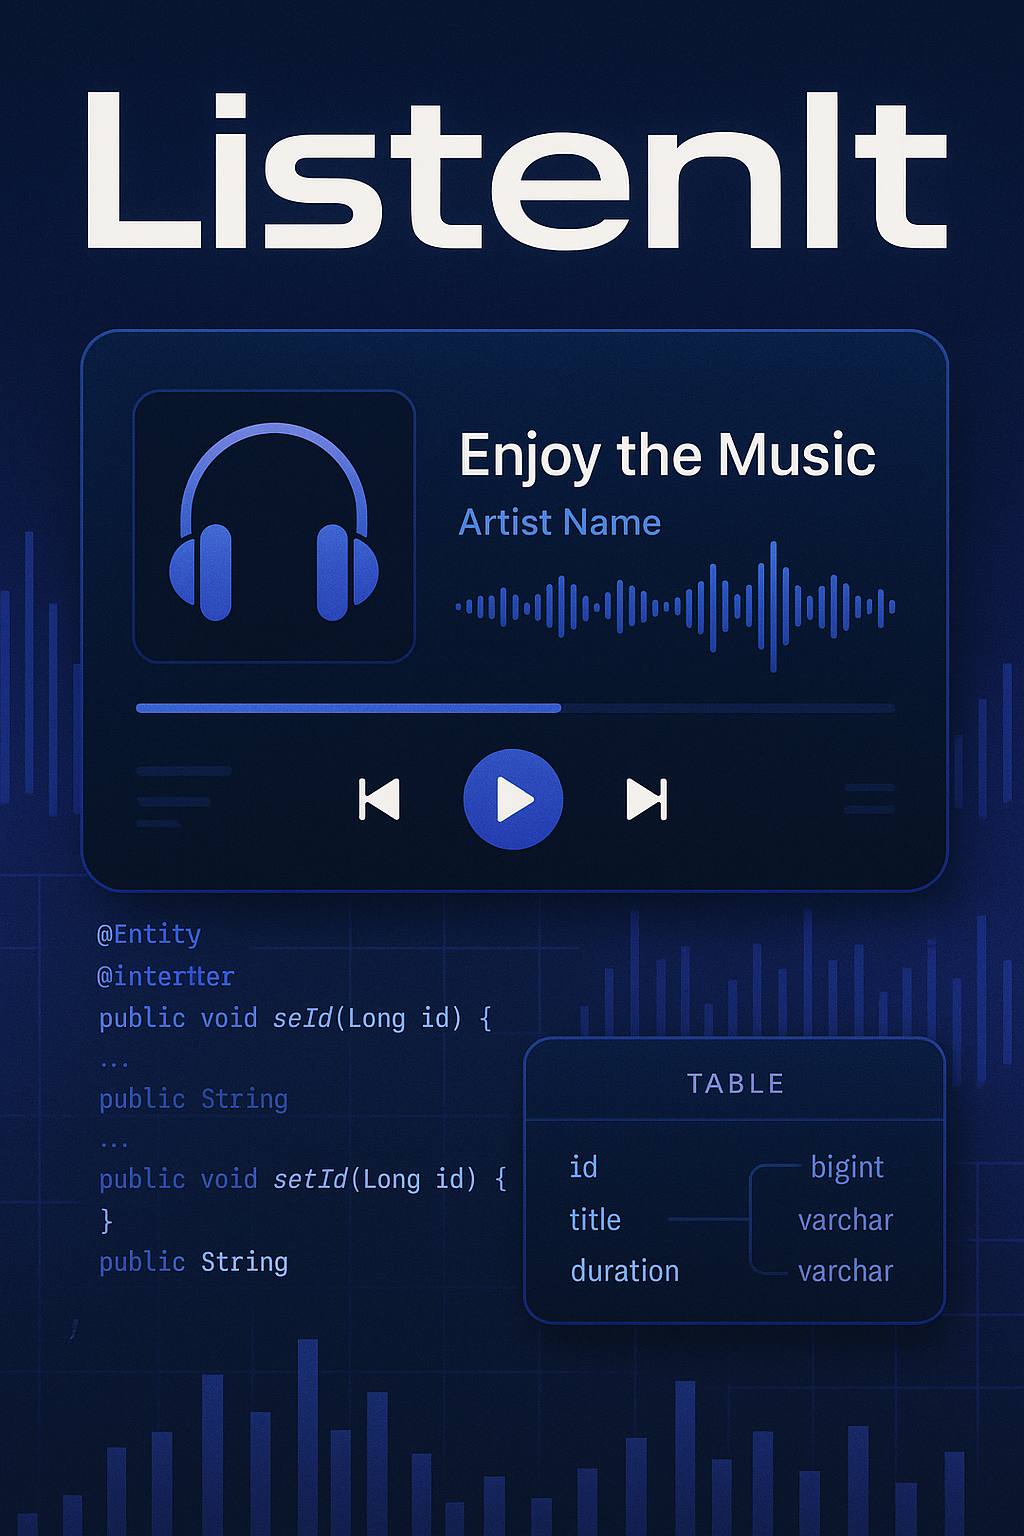 ListenIt
Enjoy the Music
Artist Name
@Entity
@intertter
public void seId(Long id) {
...
public String
...
public void setId(Long id) {
}
public String
TABLE
id bigint
title varchar
duration varchar